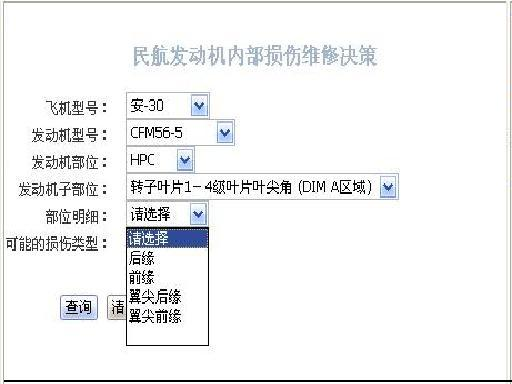 民航发动机内部损伤维修决策
飞机型号： 安-30
发动机型号： CFM56-5
发动机部位： HPC
发动机子部位： 转子叶片1－4级叶片叶尖角 (DIM A区域)
部位明细： 请选择
可能的损伤类型： 请选择
后缘
前缘
翼尖后缘
翼尖前缘
查询 清